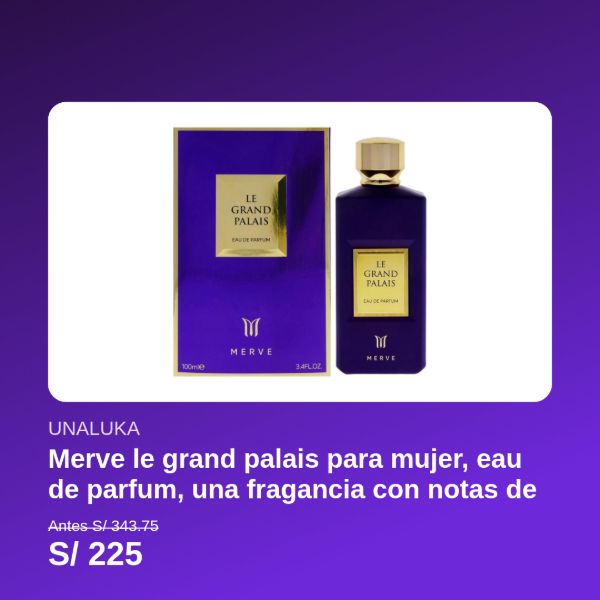 LE
GRAND
PALAIS
EAU DE PARFUM
MERVE
100ml℮
3.4FL.OZ.
LE
GRAND
PALAIS
EAU DE PARFUM
MERVE
UNALUKA
Merve le grand palais para mujer, eau
de parfum, una fragancia con notas de
Antes S/ 343.75
S/ 225